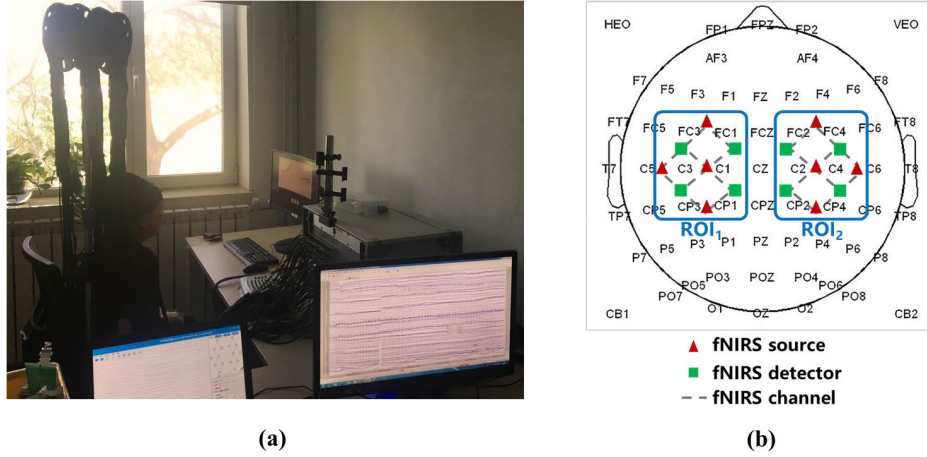 HEO FP1 FPZ FP2 VEO
AF3 AF4
F7 F5 F3 F1 FZ F2 F4 F6 F8
FT7 FC5 FC3 FC1 FCZ FC2 FC4 FC6 FT8
T7 C5 C3 C1 CZ C2 C4 C6 T8
TP7 CP5 CP3 CP1 CPZ CP2 CP4 CP6 TP8
ROI1 ROI2
P7 P5 P3 P1 PZ P2 P4 P6 P8
PO7 PO5 PO3 POZ PO4 PO6 PO8
CB1 O1 OZ O2 CB2
fNIRS source
fNIRS detector
fNIRS channel
(a) (b)